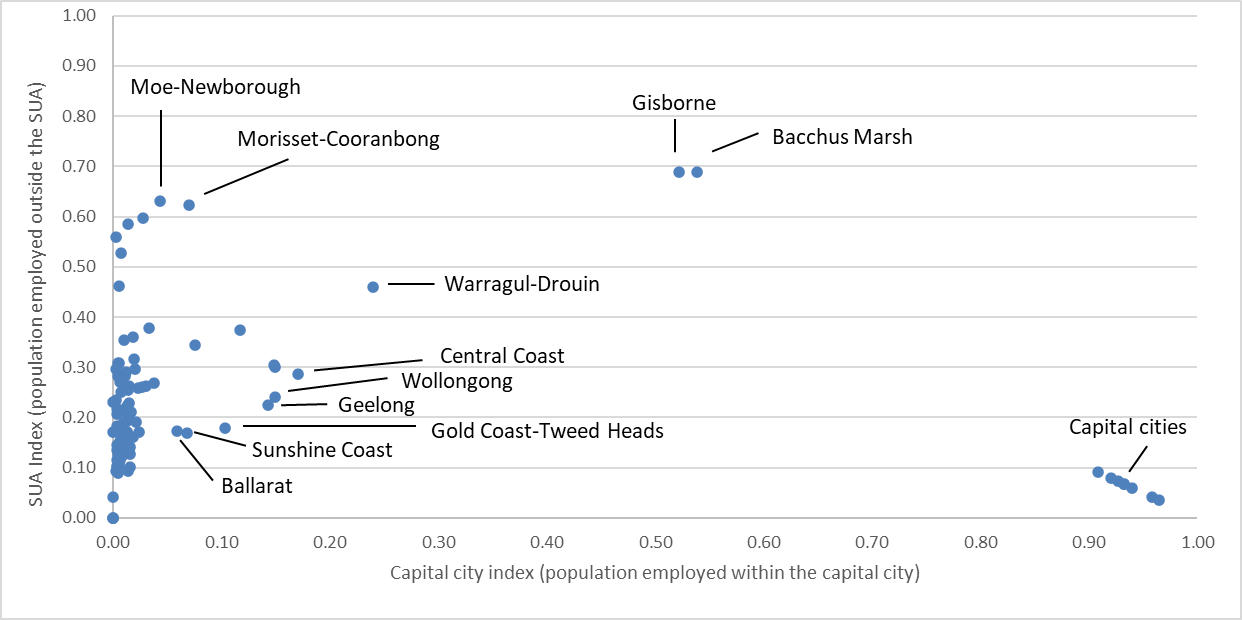 1.00
0.90
0.80
0.70
0.60
0.50
0.40
0.30
0.20
0.10
0.00
SUA Index (population employed outside the SUA)
Moe-Newborough
Morisset-Cooranbong
Gisborne
Bacchus Marsh
Warragul-Drouin
Central Coast
Wollongong
Geelong
Gold Coast-Tweed Heads
Sunshine Coast
Ballarat
Capital cities
0.00 0.10 0.20 0.30 0.40 0.50 0.60 0.70 0.80 0.90 1.00
Capital city index (population employed within the capital city)